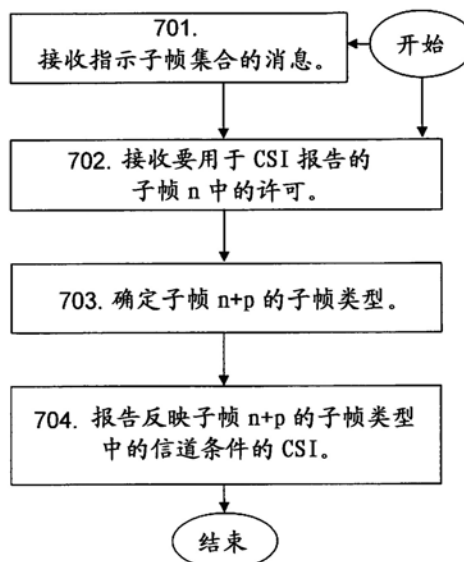 701.
接收指示子帧集合的消息。
开始
702. 接收要用于 CSI 报告的
子帧 n 中的许可。
703. 确定子帧 n+p 的子帧类型。
704. 报告反映子帧 n+p 的子帧类型
中的信道条件的 CSI。
结束